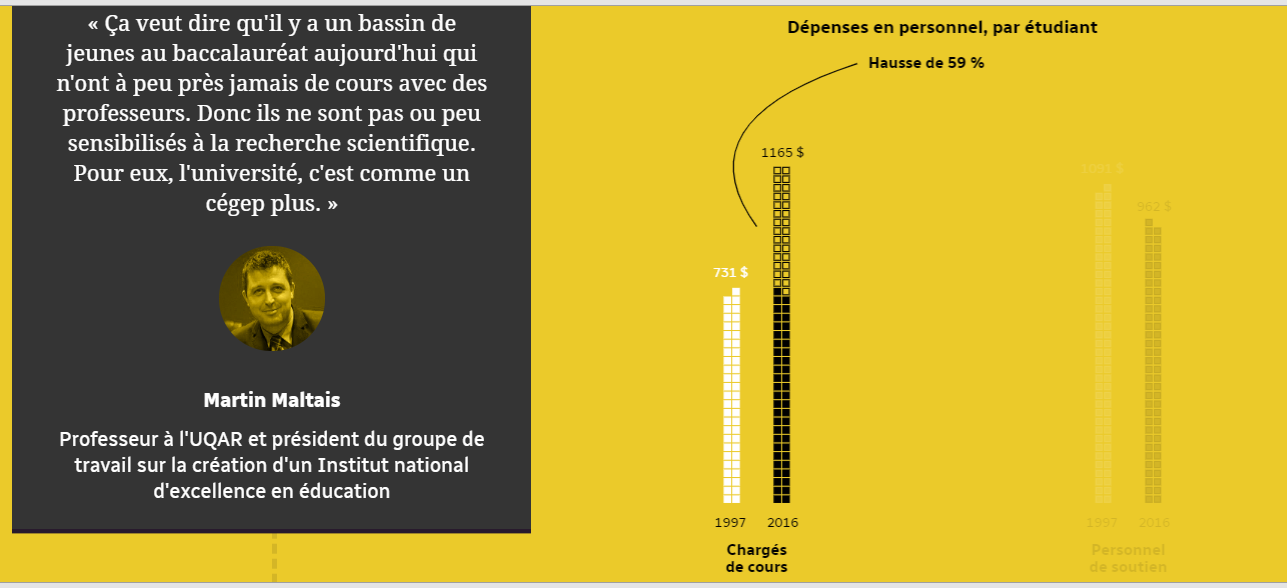 « Ça veut dire qu'il y a un bassin de
jeunes au baccalauréat aujourd'hui qui
n'ont à peu près jamais de cours avec des
professeurs. Donc ils ne sont pas ou peu
sensibilisés à la recherche scientifique.
Pour eux, l'université, c'est comme un
cégep plus. »
Martin Maltais
Professeur à l'UQAR et président du groupe de
travail sur la création d'un Institut national
d'excellence en éducation
Dépenses en personnel, par étudiant
Hausse de 59 %
1165 $
731 $
1997 2016
Chargés
de cours
1091 $
962 $
1997 2016
Personnel
de soutien